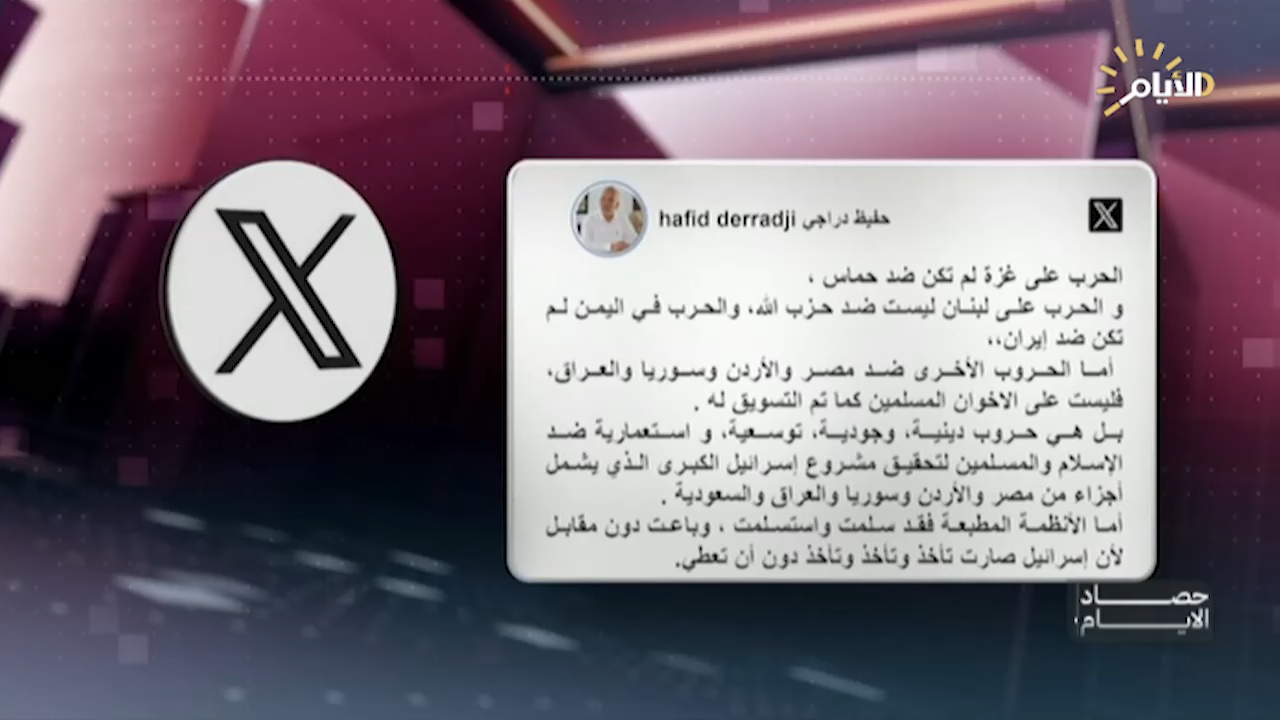 الأيام
hafid derradji حفيظ دراجي
الحرب على غزة لم تكن ضد حماس ،
و الحرب على لبنان ليست ضد حزب الله، والحرب في اليمن لم
تكن ضد إيران،،
أما الحروب الأخرى ضد مصر والأردن وسوريا والعراق،
فليست على الاخوان المسلمين كما تم التسويق له .
بل هي حروب دينية، وجودية، توسعية، و استعمارية ضد
الإسلام والمسلمين لتحقيق مشروع إسرائيل الكبرى الذي يشمل
أجزاء من مصر والأردن وسوريا والعراق والسعودية .
أما الأنظمة المطبعة فقد سلمت واستسلمت ، وباعت دون مقابل
لأن إسرائيل صارت تأخذ وتأخذ وتأخذ دون أن تعطي.
حصاد
الايام